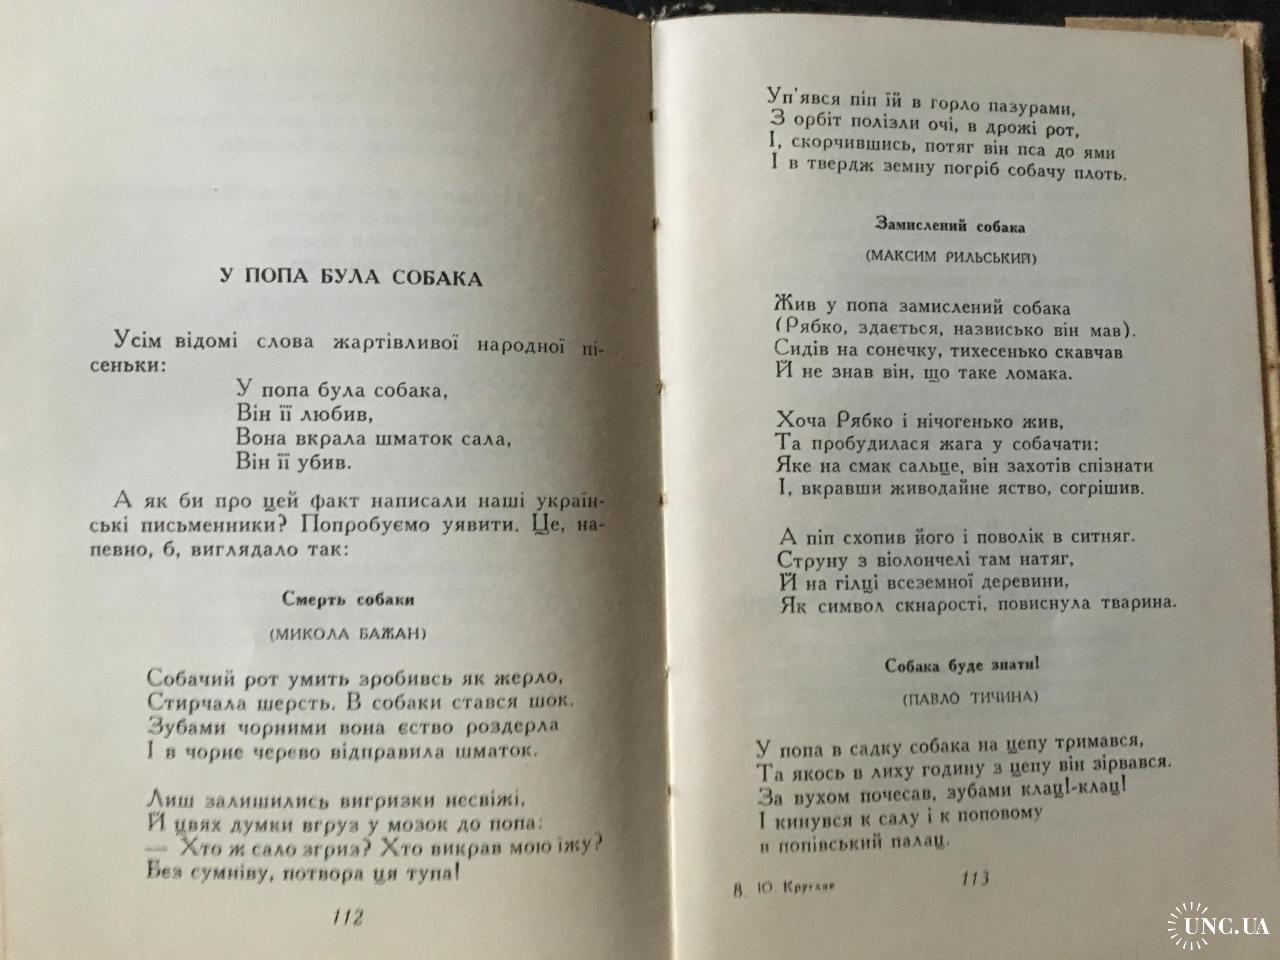 У ПОПА БУЛА СОБАКА
Усім відомі слова жартівливої народної пі-
сеньки:
У попа була собака,
Він її любив,
Вона вкрала шматок сала,
Він її убив.
А як би про цей факт написали наші україн-
ські письменники? Попробуємо уявити. Це, на-
певно, б, виглядало так:
Смерть собаки
(МИКОЛА БАЖАН)
Собачий рот умить зробивсь як жерло,
Стирчала шерсть. В собаки стався шок.
Зубами чорними вона єство роздерла
І в чорне черево відправила шматок.
Лиш залишились вигризки несвіжі,
Й цвях думки вгруз у мозок до попа:
— Хто ж сало згриз? Хто викрав мою їжу?
Без сумніву, потвора ця тупа!
112
Уп'явся піп їй в горло пазурами,
З орбіт полізли очі, в дрожі рот,
І, скорчившись, потяг він пса до ями
І в твердж земну погріб собачу плоть.
Замислений собака
(МАКСИМ РИЛЬСЬКИЙ)
Жив у попа замислений собака
(Рябко, здається, назвисько він мав).
Сидів на сонечку, тихесенько скавчав
Й не знав він, що таке ломака.
Хоча Рябко і нічогенько жив,
Та пробудилася жага у собачати:
Яке на смак сальце, він захотів спізнати
І, вкравши живодайне яство, согрішив.
А піп схопив його і поволік в ситняг.
Струну з віолончелі там натяг,
Й на гілці всеземної деревини,
Як символ скнарості, повиснула тварина.
Собака буде знати!
(ПАВЛО ТИЧИНА)
У попа в садку собака на цепу тримався,
Та якось в лиху годину з цепу він зірвався.
За вухом почесав, зубами клац!-клац!
І кинувся к салу і к поповому
в попівський палац.
8. Ю. Кругляк
113
UNC.UA